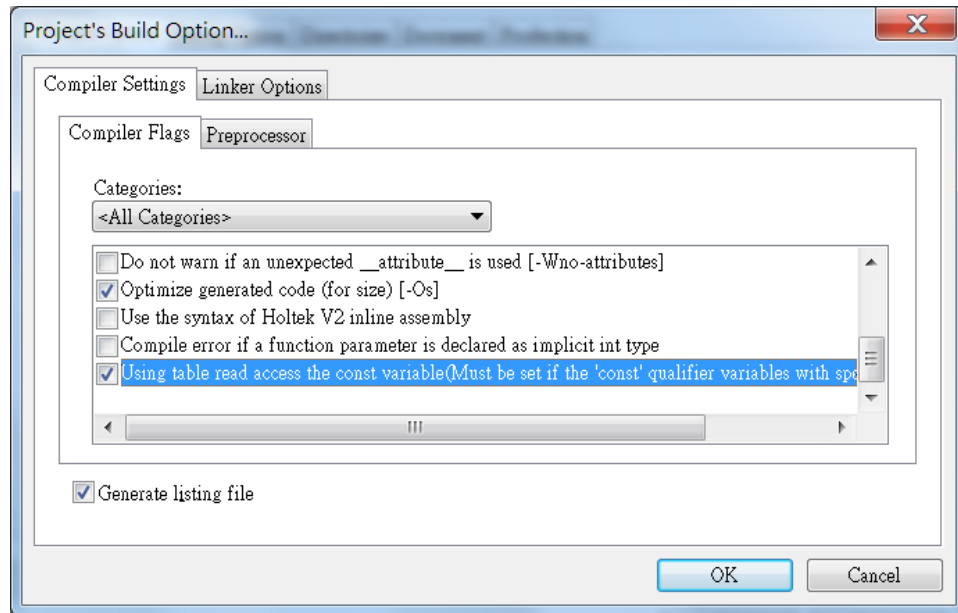 Project's Build Option...
Compiler Settings
Linker Options
Compiler Flags
Preprocessor
Categories:
<All Categories>
Do not warn if an unexpected __attribute__ is used [-Wno-attributes]
Optimize generated code (for size) [-Os]
Use the syntax of Holtek V2 inline assembly
Compile error if a function parameter is declared as implicit int type
Using table read access the const variable(Must be set if the 'const' qualifier variables with spe
Generate listing file
OK
Cancel